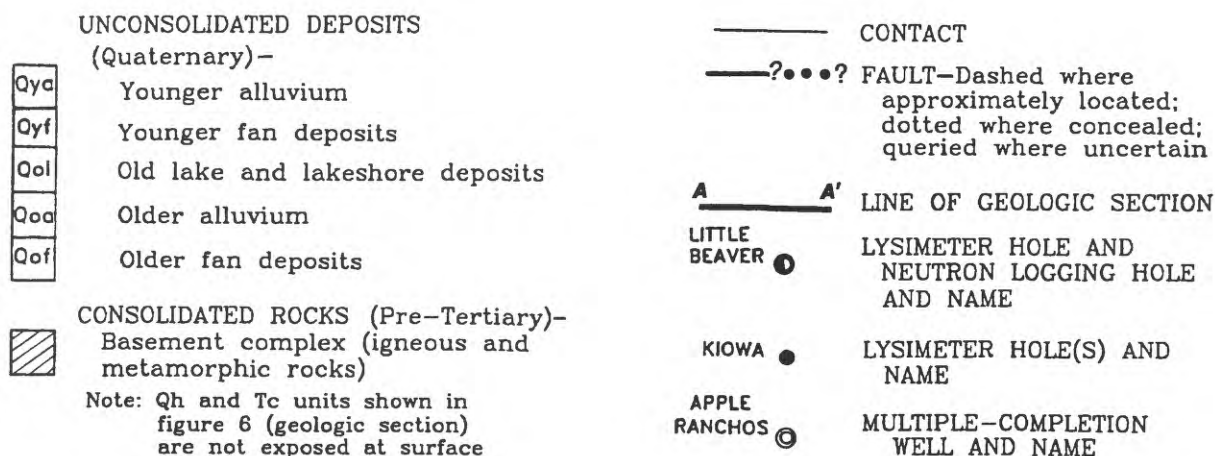 UNCONSOLIDATED DEPOSITS
(Quaternary)—
Qya Younger alluvium
Qyf Younger fan deposits
Qol Old lake and lakeshore deposits
Qoa Older alluvium
Qof Older fan deposits
CONSOLIDATED ROCKS (Pre-Tertiary)—
Basement complex (igneous and
metamorphic rocks)
Note: Qh and Tc units shown in
figure 6 (geologic section)
are not exposed at surface
CONTACT
? ? FAULT—Dashed where
approximately located;
dotted where concealed;
queried where uncertain
A A' LINE OF GEOLOGIC SECTION
LITTLE
BEAVER
LYSIMETER HOLE AND
NEUTRON LOGGING HOLE
AND NAME
KIOWA LYSIMETER HOLE(S) AND
NAME
APPLE
RANCHOS
MULTIPLE-COMPLETION
WELL AND NAME